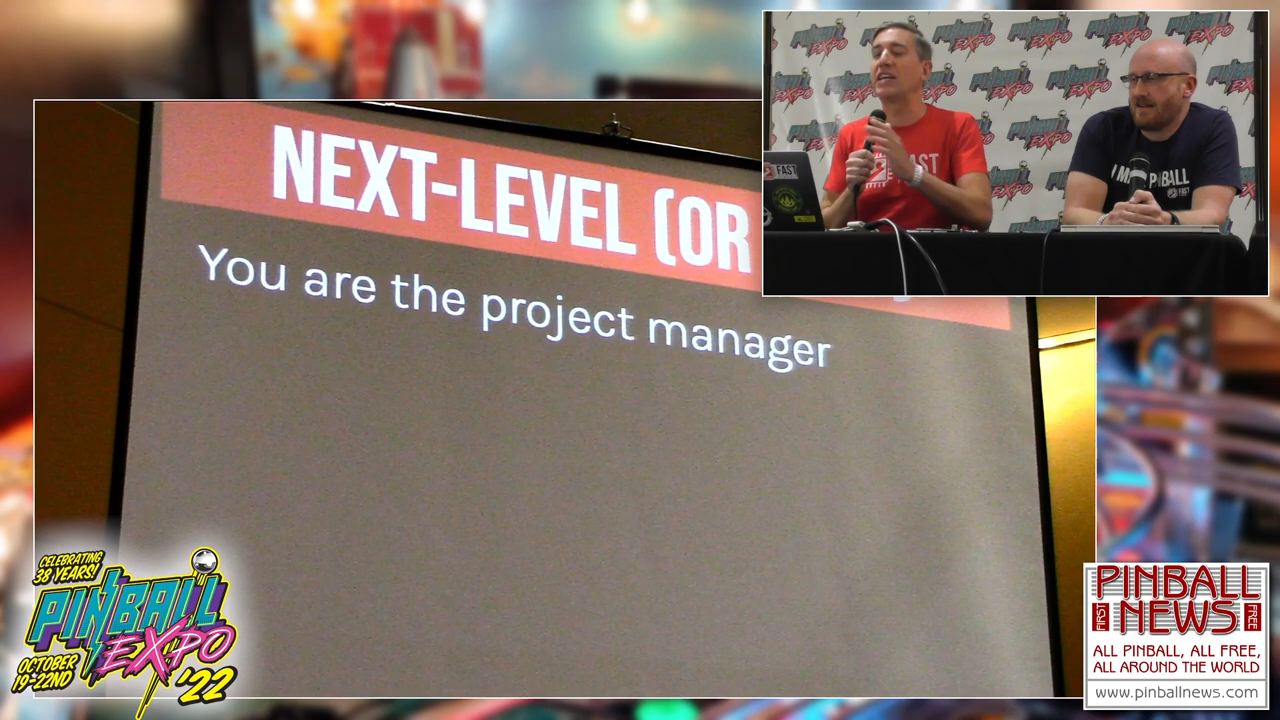 NEXT-LEVEL (OR
You are the project manager
PINBALL
EXPO
FAST
FAST
PINBALL
FAST
CELEBRATING
38 YEARS!
PINBALL
EXPO
OCTOBER
19-22ND
'22
PINBALL
FIRST NEWS FREE
ALL PINBALL, ALL FREE,
ALL AROUND THE WORLD
www.pinballnews.com